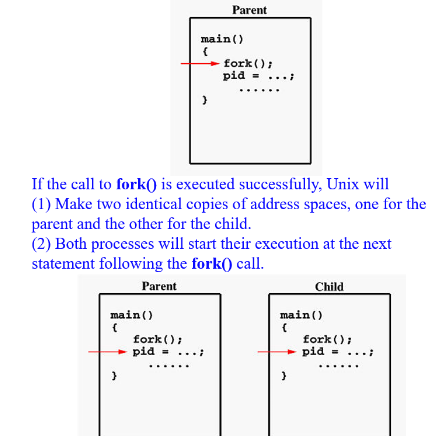 Parent
main()
{
fork();
pid = ...;
......
}
If the call to fork() is executed successfully, Unix will
(1) Make two identical copies of address spaces, one for the
parent and the other for the child.
(2) Both processes will start their execution at the next
statement following the fork() call.
Parent
main()
{
fork();
pid = ...;
......
}
Child
main()
{
fork();
pid = ...;
......
}